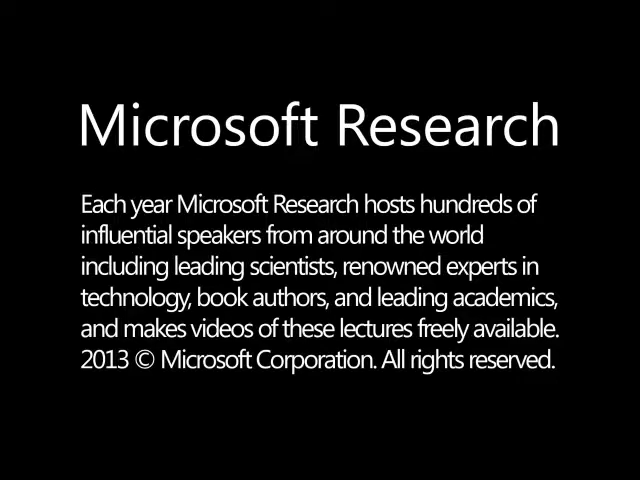 Microsoft Research
Each year Microsoft Research hosts hundreds of
influential speakers from around the world
including leading scientists, renowned experts in
technology, book authors, and leading academics,
and makes videos of these lectures freely available.
2013 © Microsoft Corporation. All rights reserved.